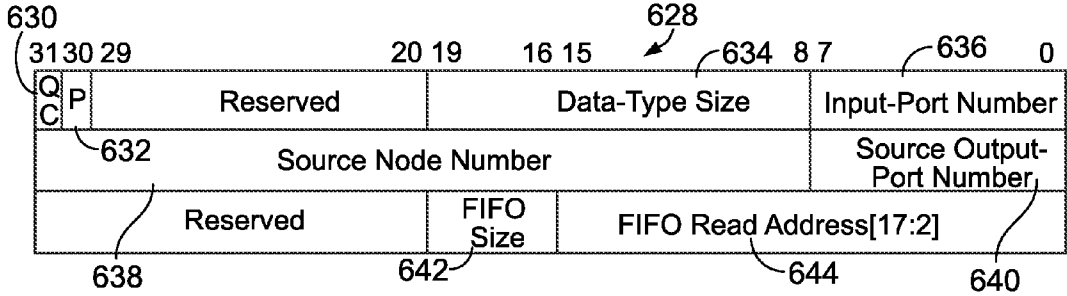 630
628
31 30 29 20 19 16 15 634 8 7 636 0
QC P Reserved Data-Type Size Input-Port Number
632
Source Node Number Source Output-
Port Number
Reserved FIFO Size FIFO Read Address[17:2]
638 642 644 640